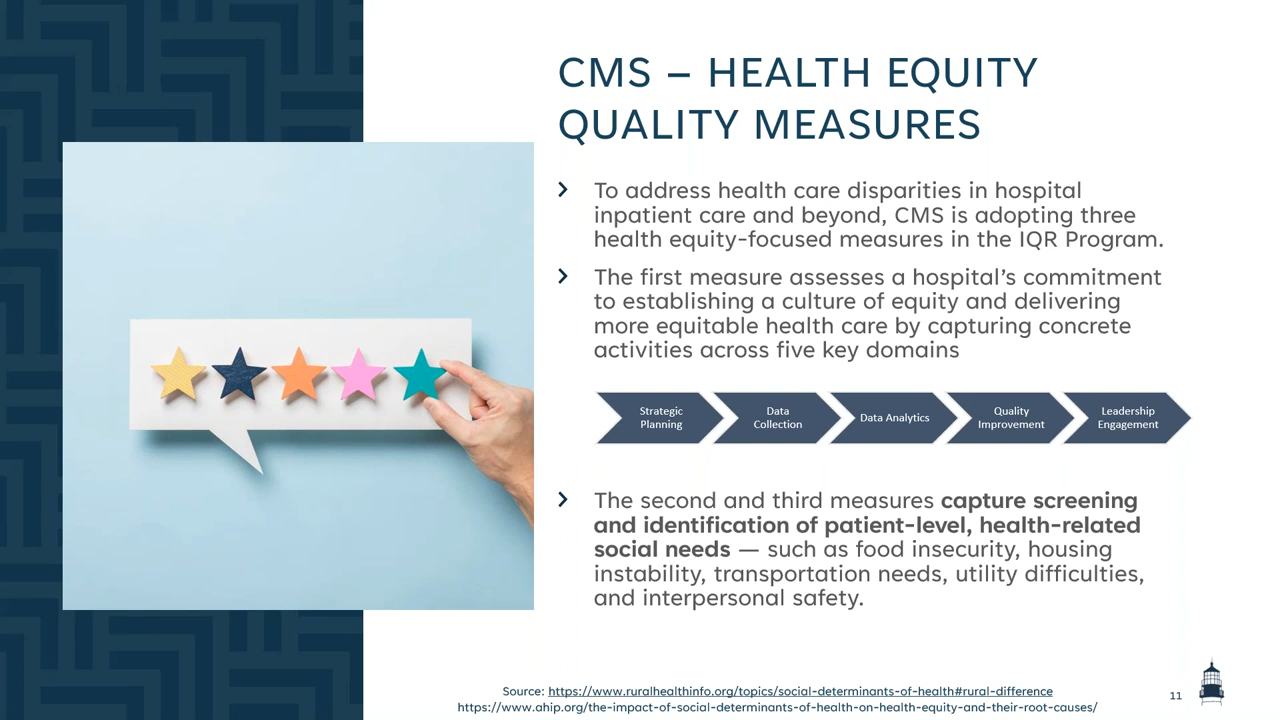 CMS – HEALTH EQUITY
QUALITY MEASURES
To address health care disparities in hospital
inpatient care and beyond, CMS is adopting three
health equity-focused measures in the IQR Program.
The first measure assesses a hospital's commitment
to establishing a culture of equity and delivering
more equitable health care by capturing concrete
activities across five key domains
Strategic
Planning
Data
Collection
Data Analytics
Quality
Improvement
Leadership
Engagement
The second and third measures capture screening
and identification of patient-level, health-related
social needs — such as food insecurity, housing
instability, transportation needs, utility difficulties,
and interpersonal safety.
Source: https://www.ruralhealthinfo.org/topics/social-determinants-of-health#rural-difference
https://www.ahip.org/the-impact-of-social-determinants-of-health-on-health-equity-and-their-root-causes/
11